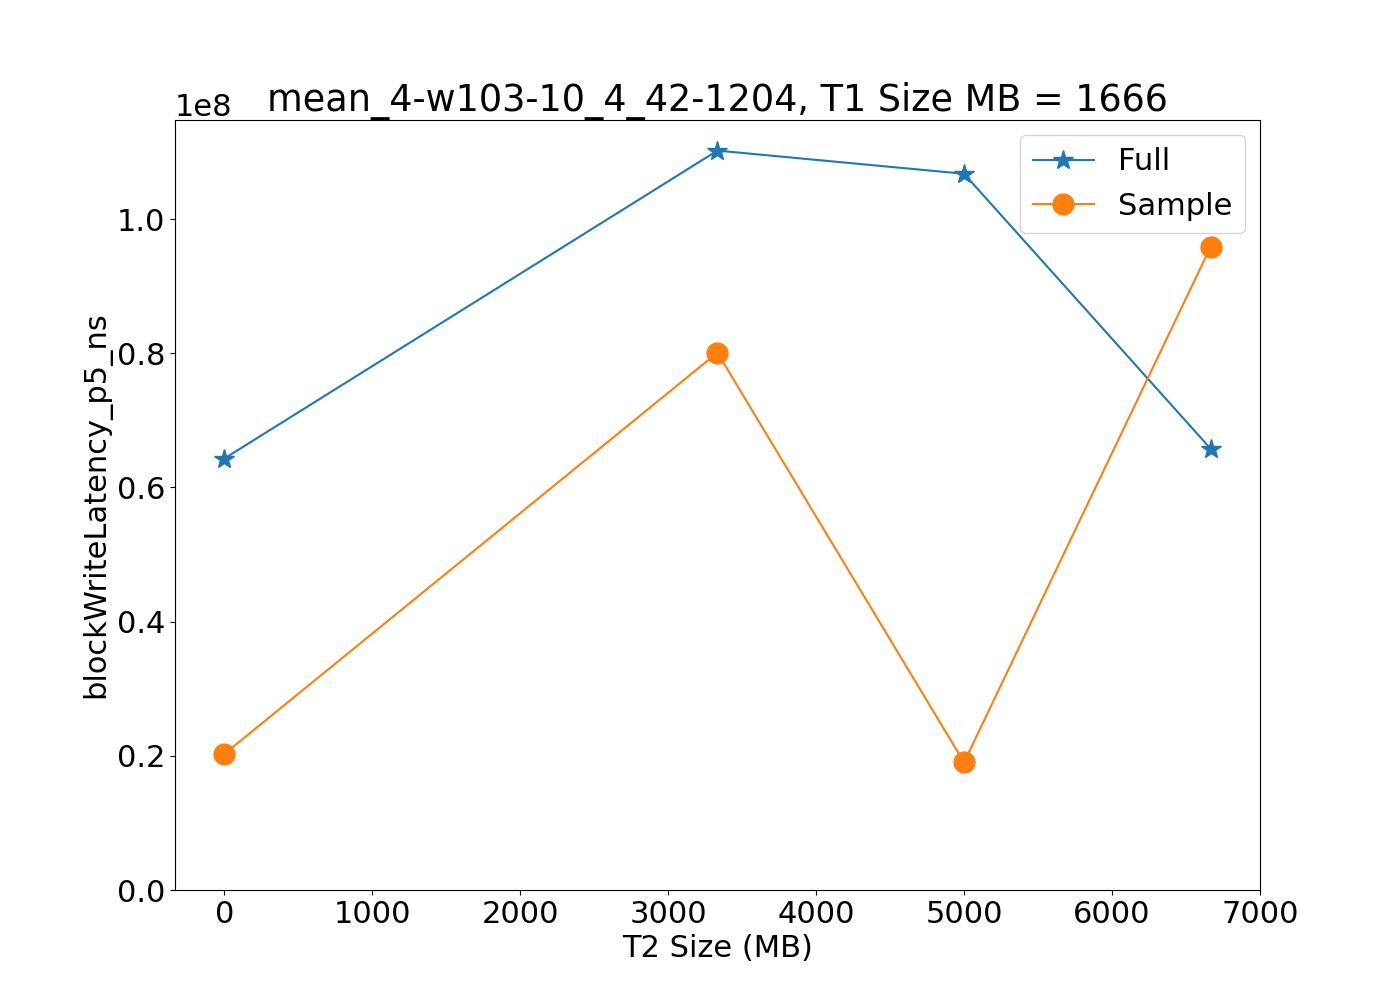 mean_4-w103-10_4_42-1204, T1 Size MB = 1666
1e8
Full
Sample
1.0
0.8
0.6
0.4
0.2
0.0
blockWriteLatency_p5_ns
0 1000 2000 3000 4000 5000 6000 7000
T2 Size (MB)